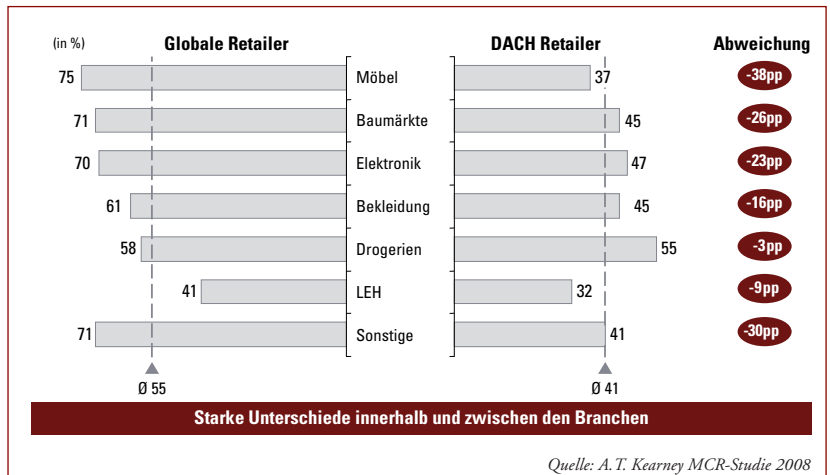 (in %) Globale Retailer DACH Retailer Abweichung
75 Möbel 37 -38pp
71 Baumärkte 45 -26pp
70 Elektronik 47 -23pp
61 Bekleidung 45 -16pp
58 Drogerien 55 -3pp
41 LEH 32 -9pp
71 Sonstige 41 -30pp
Ø 55 Ø 41
Starke Unterschiede innerhalb und zwischen den Branchen
Quelle: A.T. Kearney MCR-Studie 2008